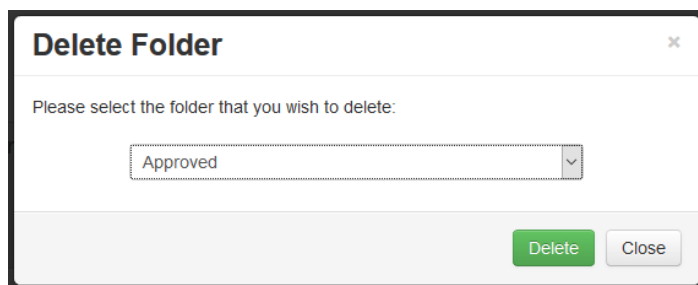 Delete Folder
×
Please select the folder that you wish to delete:
Approved
Delete Close